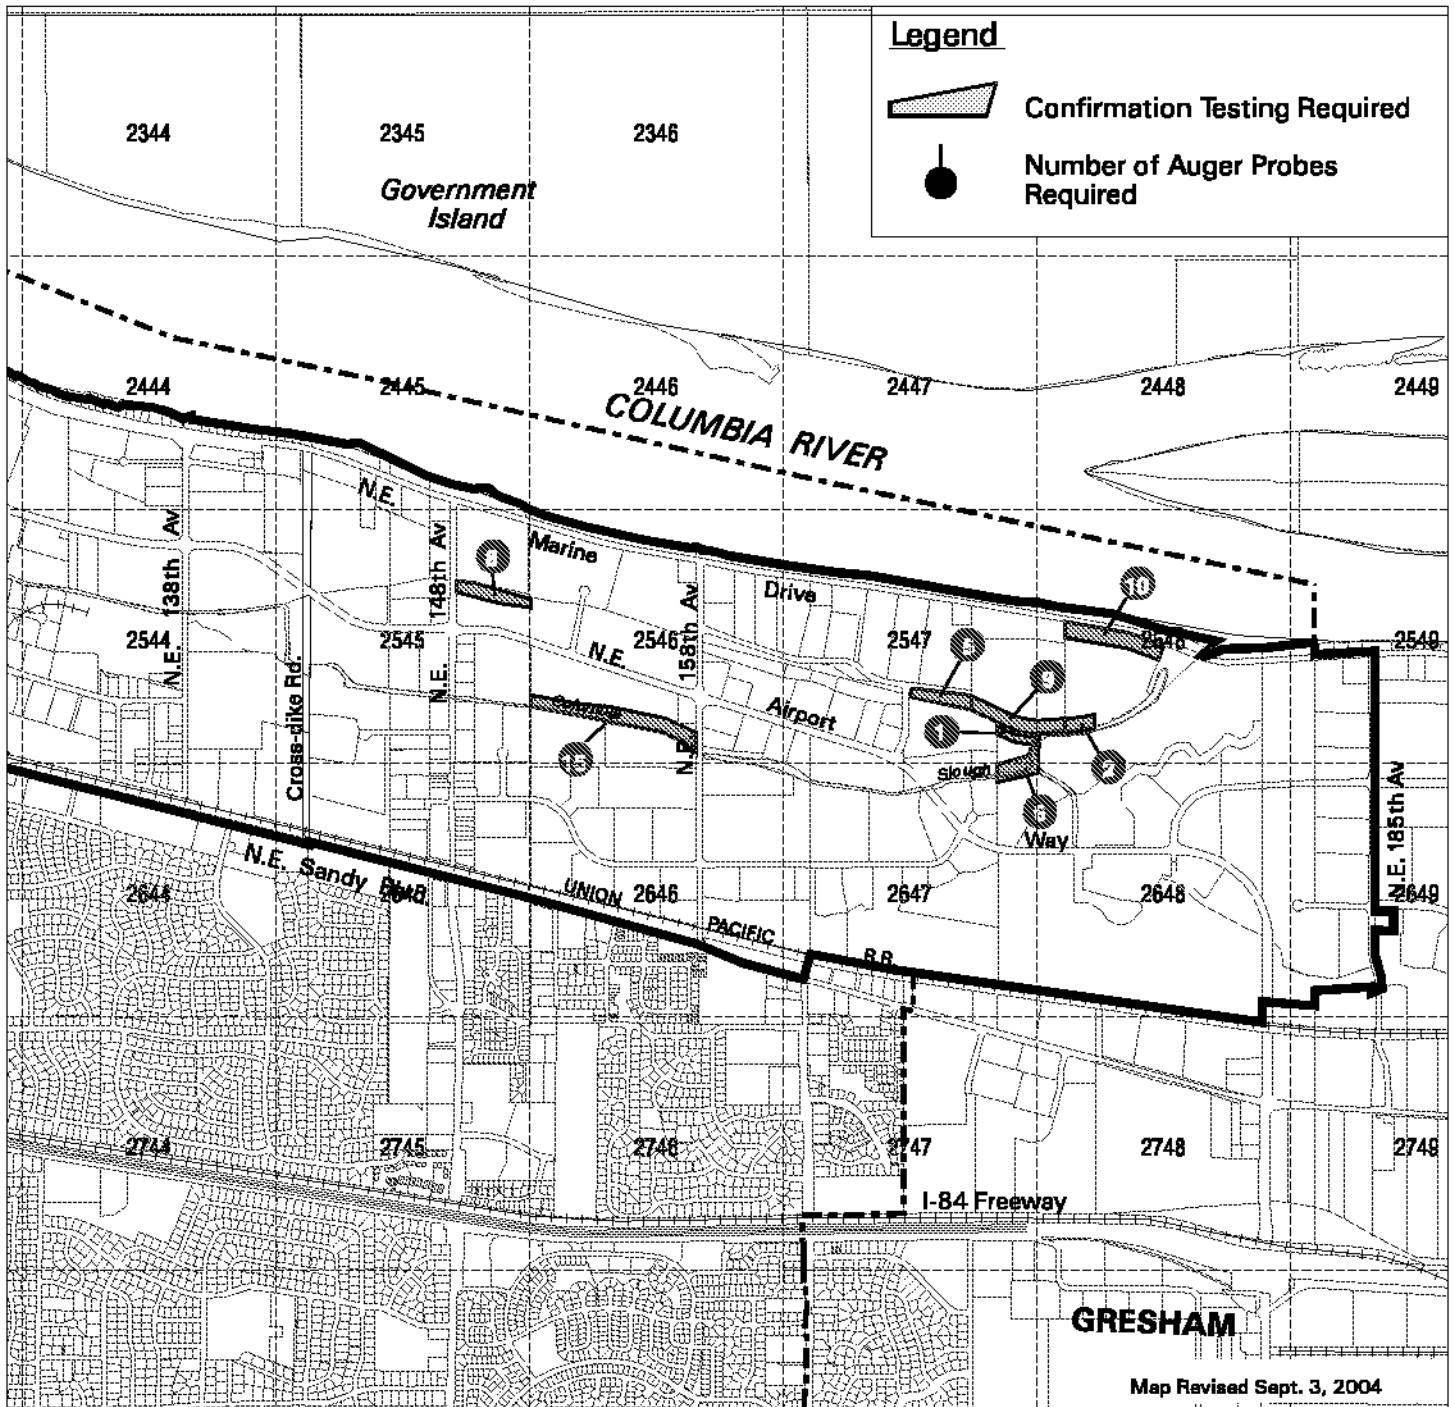 Legend
Confirmation Testing Required
Number of Auger Probes
Required
2344
2345
2346
Government
Island
2444
2445
2446
2447
2448
2449
COLUMBIA RIVER
N.E.
Marine
Drive
138th Av
N.E.
148th Av
N.E.
158th Av
N.E.
10
2544
2545
2546
2547
2549
N.E.
Airport
Way
Cross-dike Rd.
1
15
Slough
N.E. 185th Av
N.E. Sandy Blvd.
2644
2646
2647
2648
2649
UNION
PACIFIC
R.R.
2744
2745
2746
2747
2748
2749
I-84 Freeway
GRESHAM
Map Revised Sept. 3, 2004